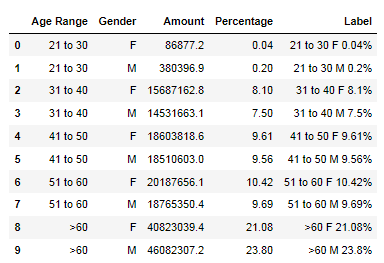 Age Range Gender Amount Percentage Label
0 21 to 30 F 86877.2 0.04 21 to 30 F 0.04%
1 21 to 30 M 380396.9 0.20 21 to 30 M 0.2%
2 31 to 40 F 15687162.8 8.10 31 to 40 F 8.1%
3 31 to 40 M 14531663.1 7.50 31 to 40 M 7.5%
4 41 to 50 F 18603818.6 9.61 41 to 50 F 9.61%
5 41 to 50 M 18510603.0 9.56 41 to 50 M 9.56%
6 51 to 60 F 20187656.1 10.42 51 to 60 F 10.42%
7 51 to 60 M 18765350.4 9.69 51 to 60 M 9.69%
8 >60 F 40823039.4 21.08 >60 F 21.08%
9 >60 M 46082307.2 23.80 >60 M 23.8%